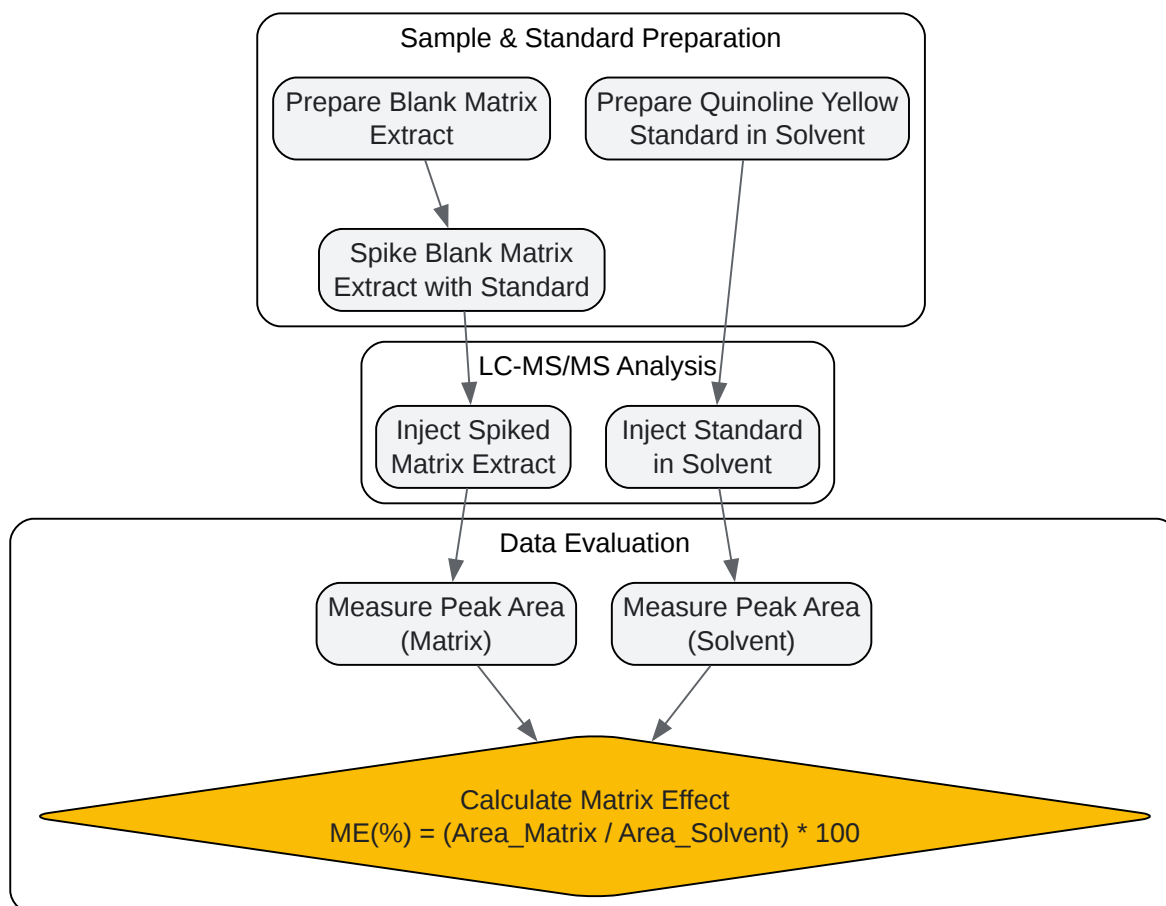 Sample & Standard Preparation
Prepare Blank Matrix
Extract
Prepare Quinoline Yellow
Standard in Solvent
Spike Blank Matrix
Extract with Standard
LC-MS/MS Analysis
Inject Spiked
Matrix Extract
Inject Standard
in Solvent
Data Evaluation
Measure Peak Area
(Matrix)
Measure Peak Area
(Solvent)
Calculate Matrix Effect
ME(%) = (Area_Matrix / Area_Solvent) * 100